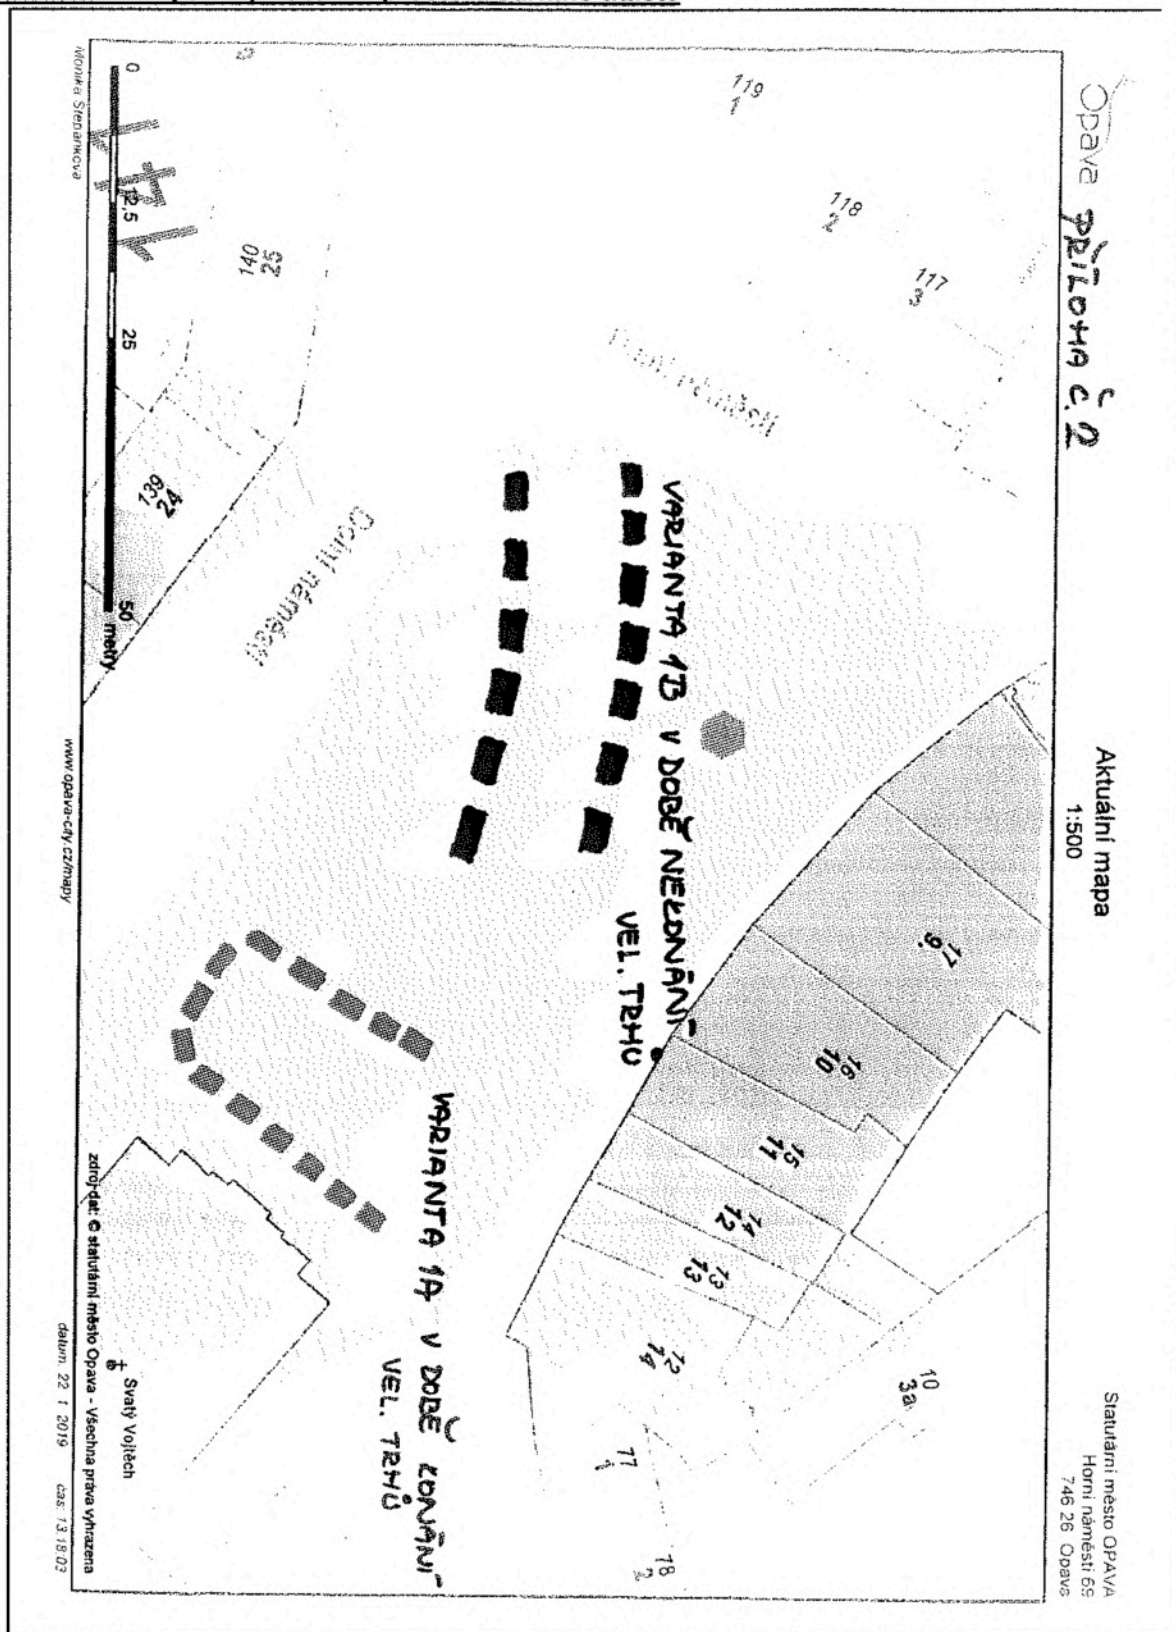 Opava PŘÍLOHA č. 2
Aktuální mapa
1:500
Statutární město OPAVA
Horní náměstí 69
746 26 Opava
119
1
118
2
117
3
140
25
139
24
Dolní náměstí
Dolní náměstí
VARIANTA 1B V DOBĚ NEKONÁNÍ
VEL. TRHŮ
VARIANTA 1A V DOBĚ KONÁNÍ
VEL. TRHŮ
17
9
16
10
15
11
14
12
13
13
12
14
10
3a
77
1
78
2
Svatý Vojtěch
0
12,5
25
50
metry
zdroj dat: © statutární město Opava - Všechna práva vyhrazena
Monika Štěpánková
www.opava-city.cz/mapy
datum: 22 1 2019 čas: 13:18:03